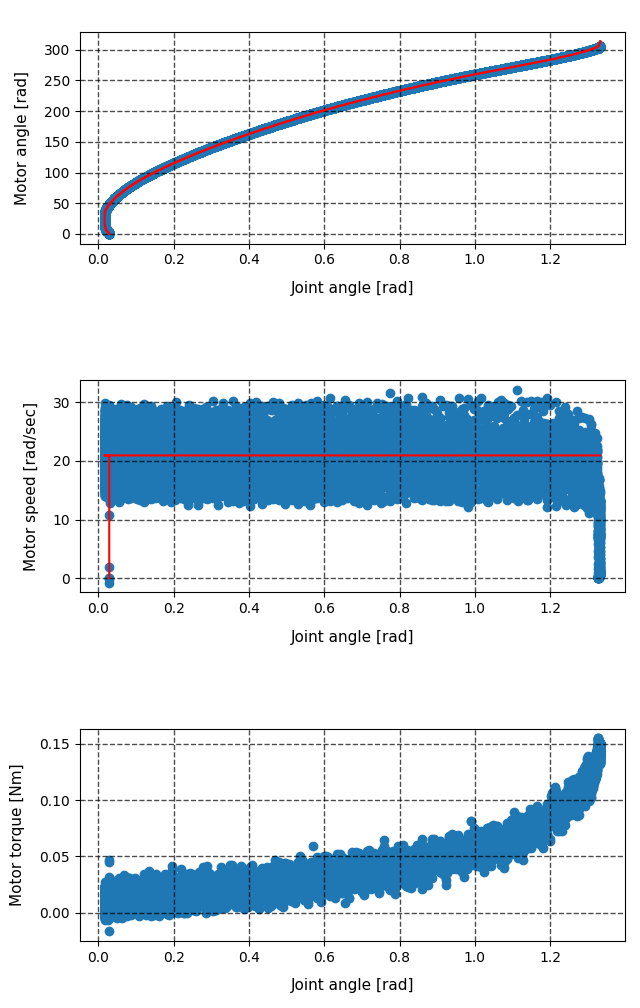 300
250
200
150
100
50
0
Motor angle [rad]
0.0 0.2 0.4 0.6 0.8 1.0 1.2
Joint angle [rad]
30
20
10
0
Motor speed [rad/sec]
0.0 0.2 0.4 0.6 0.8 1.0 1.2
Joint angle [rad]
0.15
0.10
0.05
0.00
Motor torque [Nm]
0.0 0.2 0.4 0.6 0.8 1.0 1.2
Joint angle [rad]